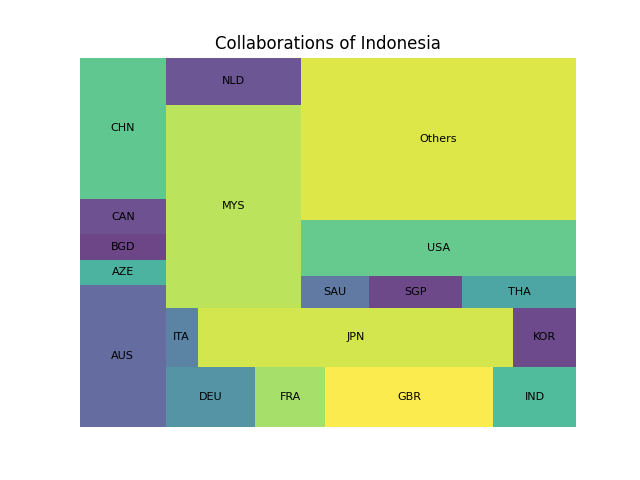 Collaborations of Indonesia
NLD
CHN
Others
MYS
CAN
BGD
USA
AZE
SAU
SGP
THA
ITA
JPN
KOR
AUS
DEU
FRA
GBR
IND